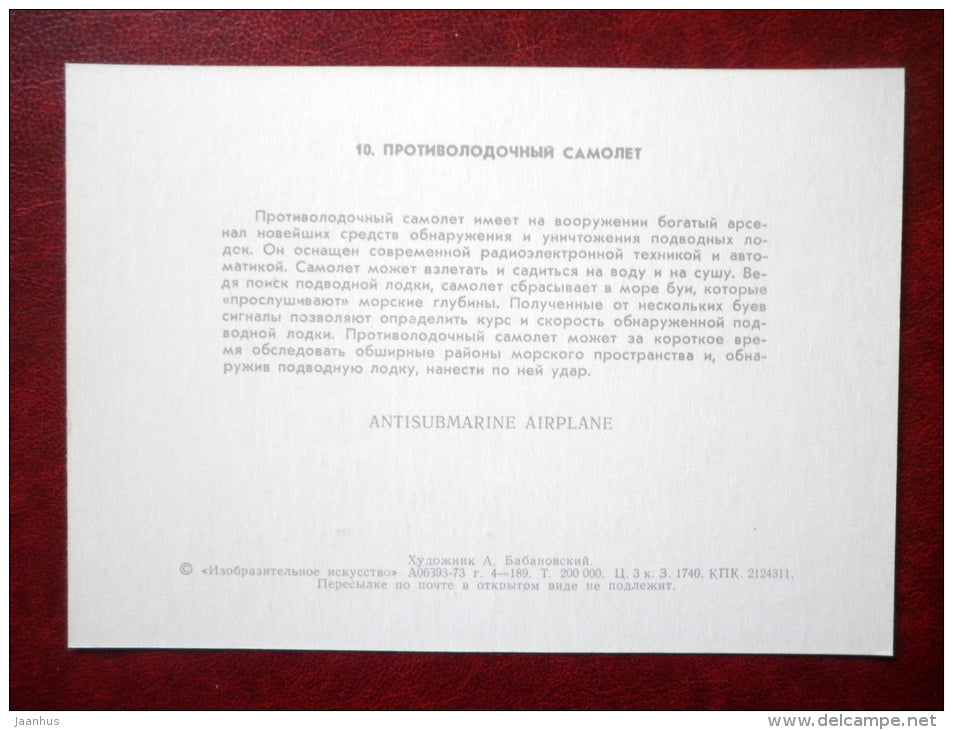 10. ПРОТИВОЛОДОЧНЫЙ САМОЛЕТ
Противолодочный самолет имеет на вооружении богатый арсе-
нал новейших средств обнаружения и уничтожения подводных ло-
док. Он оснащен современной радиоэлектронной техникой и авто-
матикой. Самолет может взлетать и садиться на воду и на сушу. Ве-
дя поиск подводной лодки, самолет сбрасывает в море буи, которые
«прослушивают» морские глубины. Полученные от нескольких буев
сигналы позволяют определить курс и скорость обнаруженной под-
водной лодки. Противолодочный самолет может за короткое вре-
мя обследовать обширные районы морского пространства и, обна-
ружив подводную лодку, нанести по ней удар.
ANTISUBMARINE AIRPLANE
Художник А. Бабановский.
© «Изобразительное искусство» А06393-73 г. 4—189. Т. 200 000. Ц. 3 к. З. 1740. КПК. 2124311.
Пересылке по почте в открытом виде не подлежит.
jaanhus
www.delcampe.net